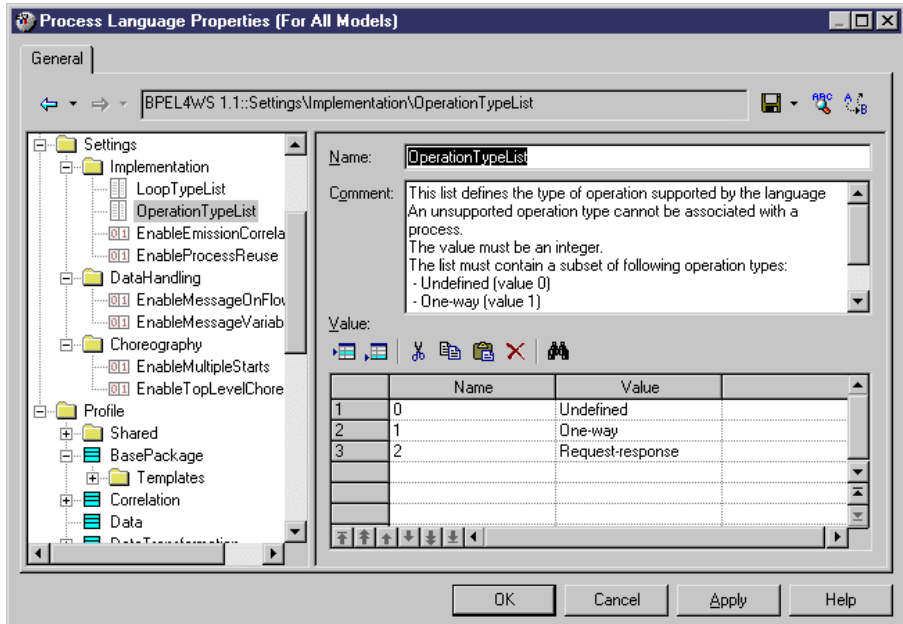 Process Language Properties (For All Models)
General
BPEL4WS 1.1::Settings\Implementation\OperationTypeList
Settings
Implementation
LoopTypeList
OperationTypeList
EnableEmissionCorrela
EnableProcessReuse
DataHandling
EnableMessageOnFlov
EnableMessageVariab
Choreography
EnableMultipleStarts
EnableTopLevelChore
Profile
Shared
BasePackage
Templates
Correlation
Data
DataTransformation
Name: OperationTypeList
Comment: This list defines the type of operation supported by the language
An unsupported operation type cannot be associated with a
process.
The value must be an integer.
The list must contain a subset of following operation types:
- Undefined (value 0)
- One-way (value 1)
Value:
Name Value
1 0 Undefined
2 1 One-way
3 2 Request-response
OK Cancel Apply Help